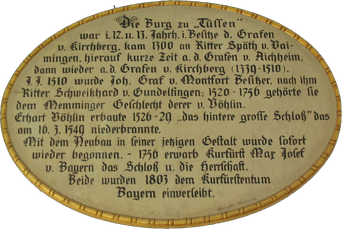 Die Burg zu „Tüssen"
war i. 12. u. 13. Jahrh. i. Besitze d. Grafen
v. Kirchberg, kam 1300 an Ritter Späth v. Vai-
mingen, hierauf kurze Zeit a. d. Grafen v. Aichheim,
dann wieder a. d. Grafen v. Kirchberg (1339-1510).
I. J. 1510 wurde Joh. Graf v. Montfort Besitzer, nach ihm
Ritter Schweikhard v. Gundelfingen; 1520-1756 gehörte sie
dem Memminger Geschlecht derer v. Vöhlin.
Erhart Vöhlin erbaute 1526-29 „das hintere grosse Schloß" das
am 16. 3. 1540 niederbrannte.
Mit dem Neubau in seiner jetzigen Gestalt wurde sofort
wieder begonnen. - 1756 erwarb Kurfürst Max Josef
v. Bayern das Schloß u. die Herrschaft.
Beide wurden 1803 dem Kurfürstentum
Bayern einverleibt.